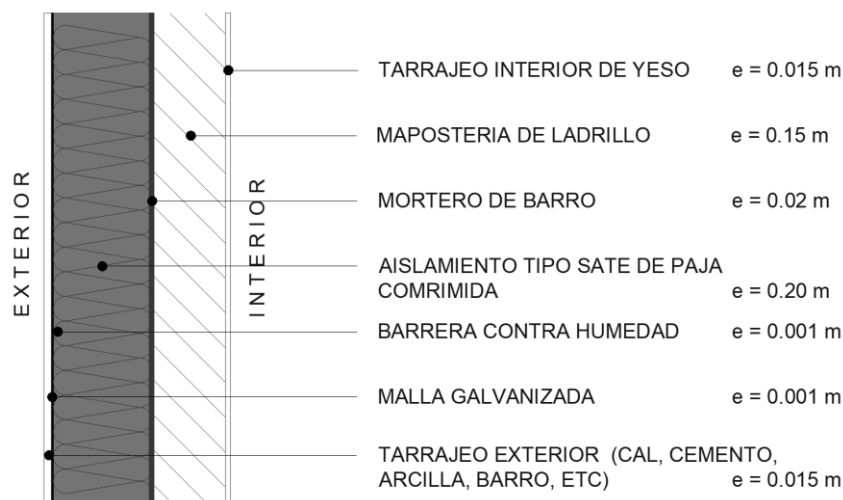 EXTERIOR
INTERIOR
TARRAJEO INTERIOR DE YESO e = 0.015 m
MAPOSTERIA DE LADRILLO e = 0.15 m
MORTERO DE BARRO e = 0.02 m
AISLAMIENTO TIPO SATE DE PAJA
COMRIMIDA e = 0.20 m
BARRERA CONTRA HUMEDAD e = 0.001 m
MALLA GALVANIZADA e = 0.001 m
TARRAJEO EXTERIOR (CAL, CEMENTO,
ARCILLA, BARRO, ETC) e = 0.015 m